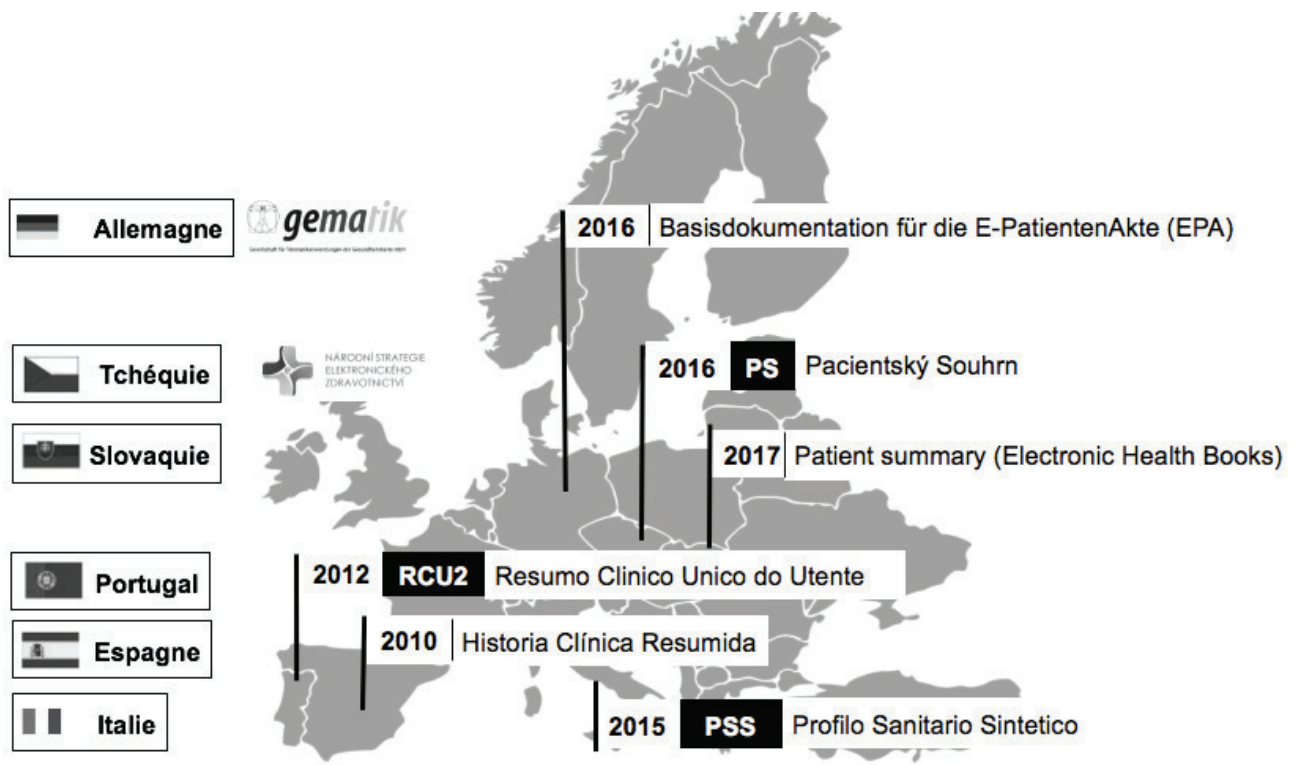 Allemagne
gematik
2016 Basisdokumentation für die E-PatientenAkte (EPA)
Tchéquie
NÁRODNÍ STRATEGIE
ELEKTRONICKÉHO
ZDRAVOTNICTVÍ
2016 PS Pacientský Souhrn
Slovaquie
2017 Patient summary (Electronic Health Books)
Portugal
2012 RCU2 Resumo Clinico Unico do Utente
Espagne
2010 Historia Clínica Resumida
Italie
2015 PSS Profilo Sanitario Sintetico